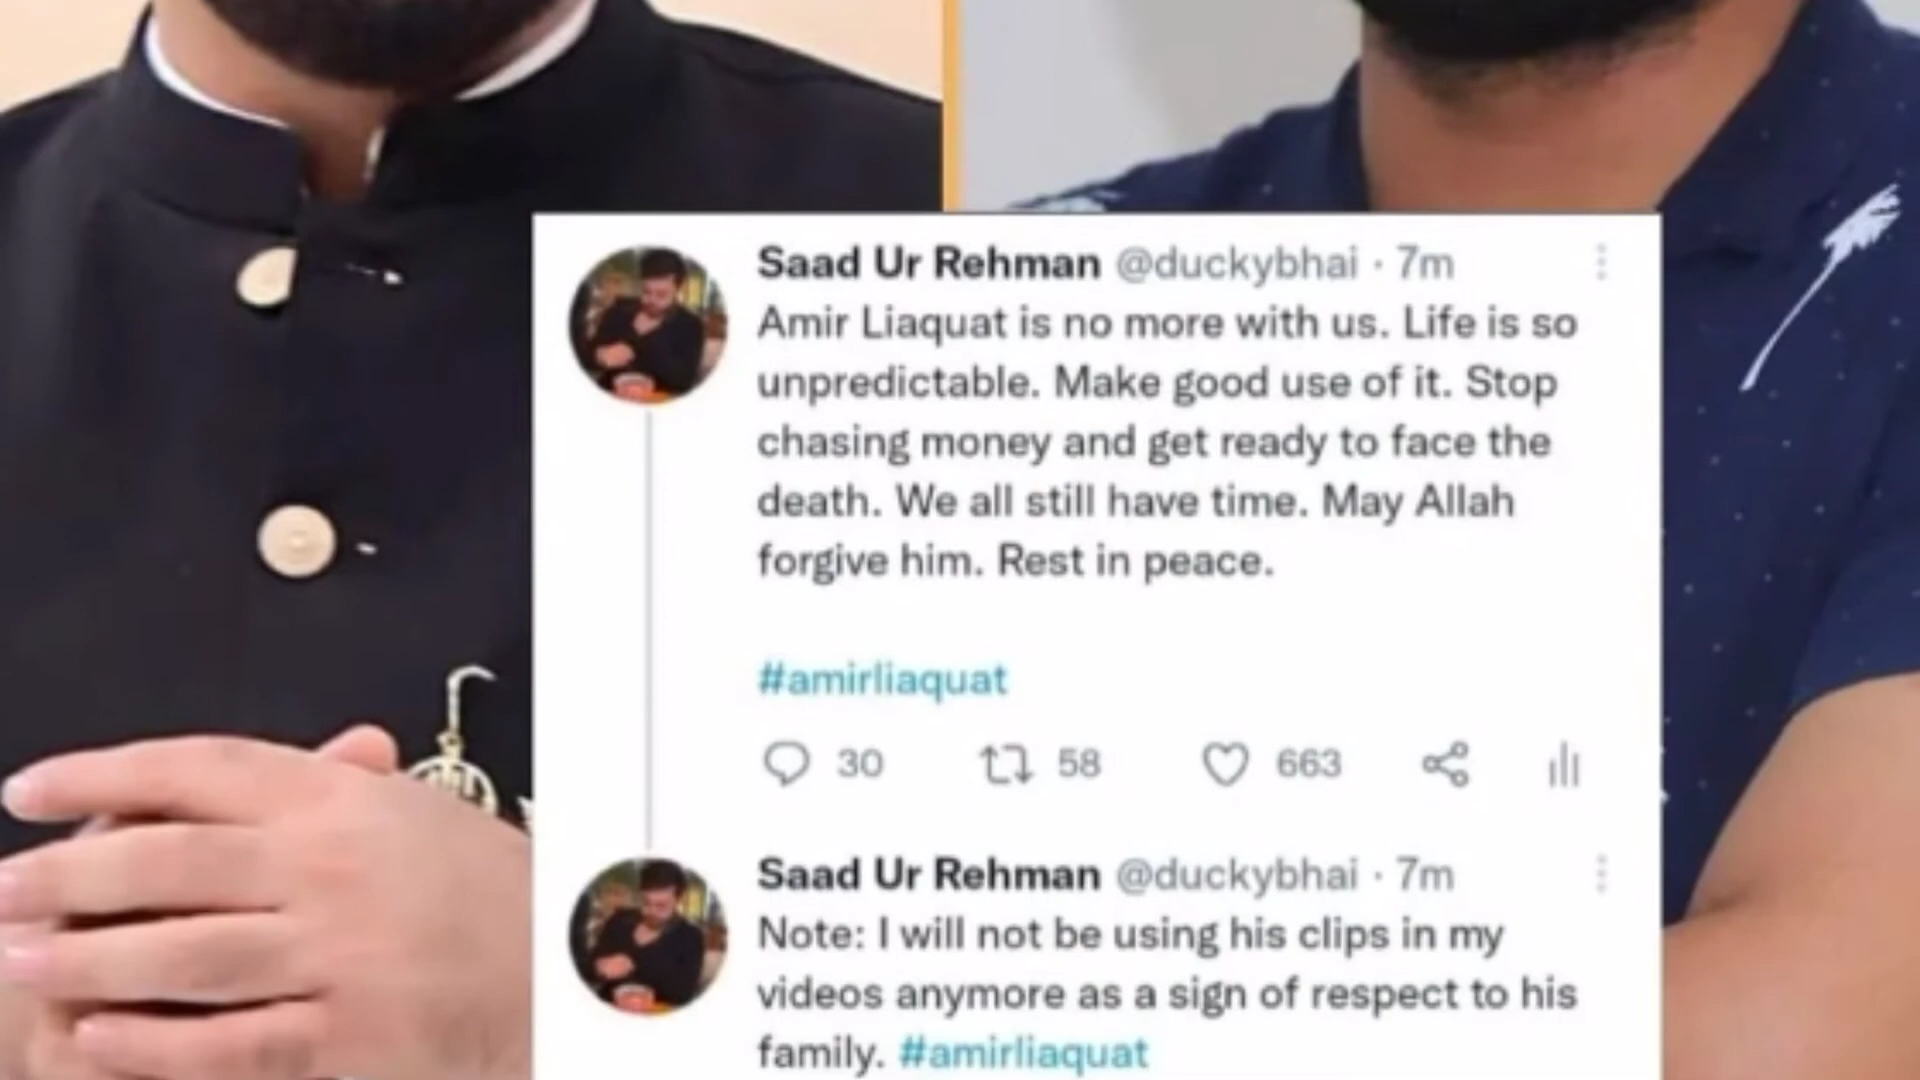 Saad Ur Rehman @duckybhai · 7m
Amir Liaquat is no more with us. Life is so
unpredictable. Make good use of it. Stop
chasing money and get ready to face the
death. We all still have time. May Allah
forgive him. Rest in peace.
#amirliaquat
30 58 663
Saad Ur Rehman @duckybhai · 7m
Note: I will not be using his clips in my
videos anymore as a sign of respect to his
family. #amirliaquat